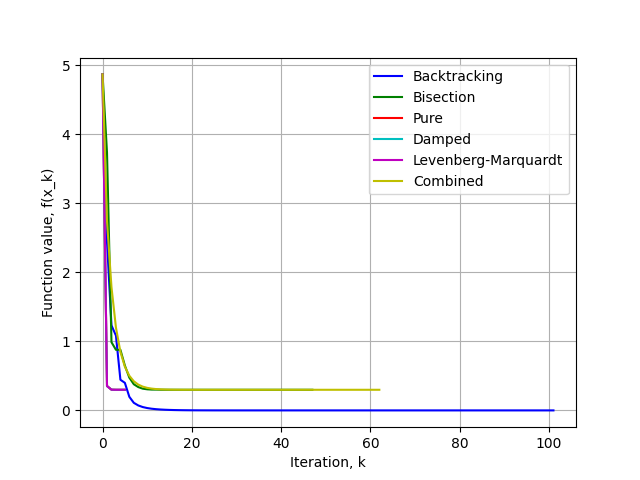 5
4
3
2
1
0
Function value, f(x_k)
Backtracking
Bisection
Pure
Damped
Levenberg-Marquardt
Combined
0 20 40 60 80 100
Iteration, k